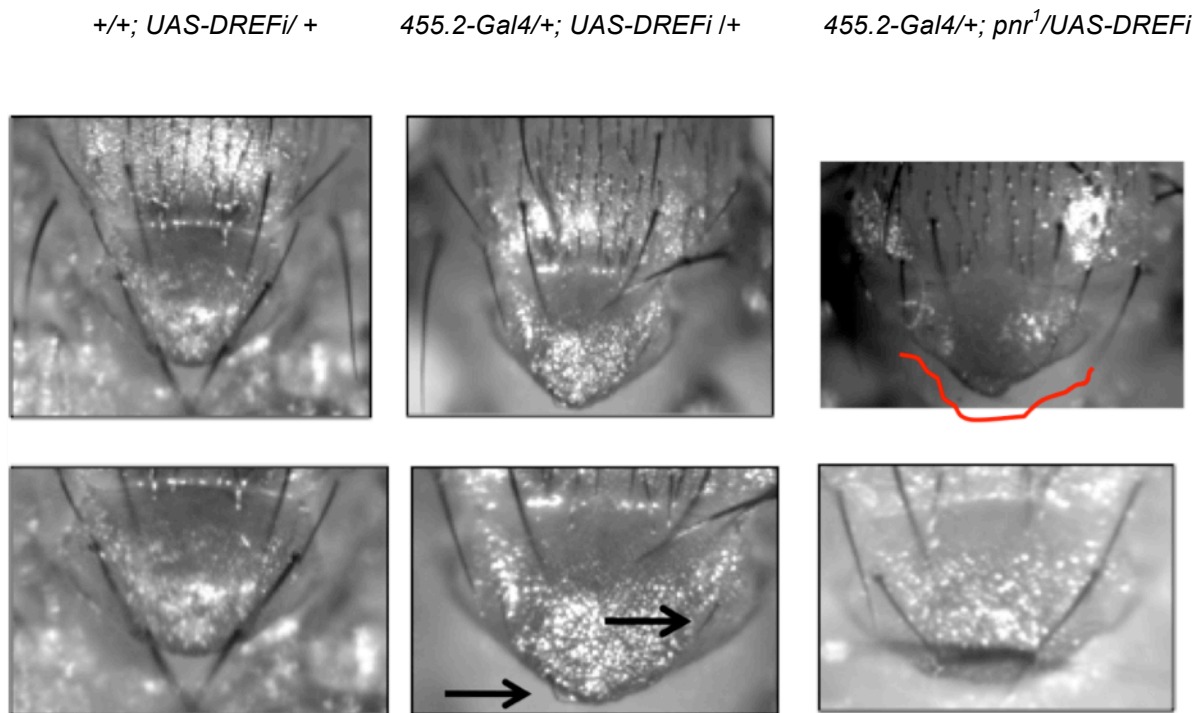 +/+; UAS-DREFi/ + 455.2-Gal4/+; UAS-DREFi /+ 455.2-Gal4/+; pnr¹/UAS-DREFi